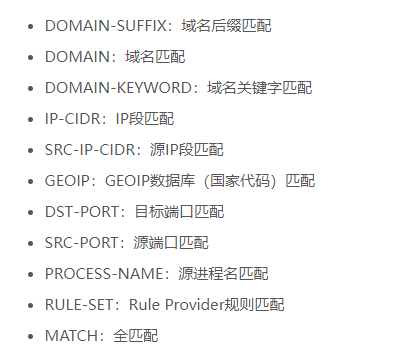 DOMAIN-SUFFIX：域名后缀匹配
DOMAIN：域名匹配
DOMAIN-KEYWORD：域名关键字匹配
IP-CIDR：IP段匹配
SRC-IP-CIDR：源IP段匹配
GEOIP：GEOIP数据库（国家代码）匹配
DST-PORT：目标端口匹配
SRC-PORT：源端口匹配
PROCESS-NAME：源进程名匹配
RULE-SET：Rule Provider规则匹配
MATCH：全匹配